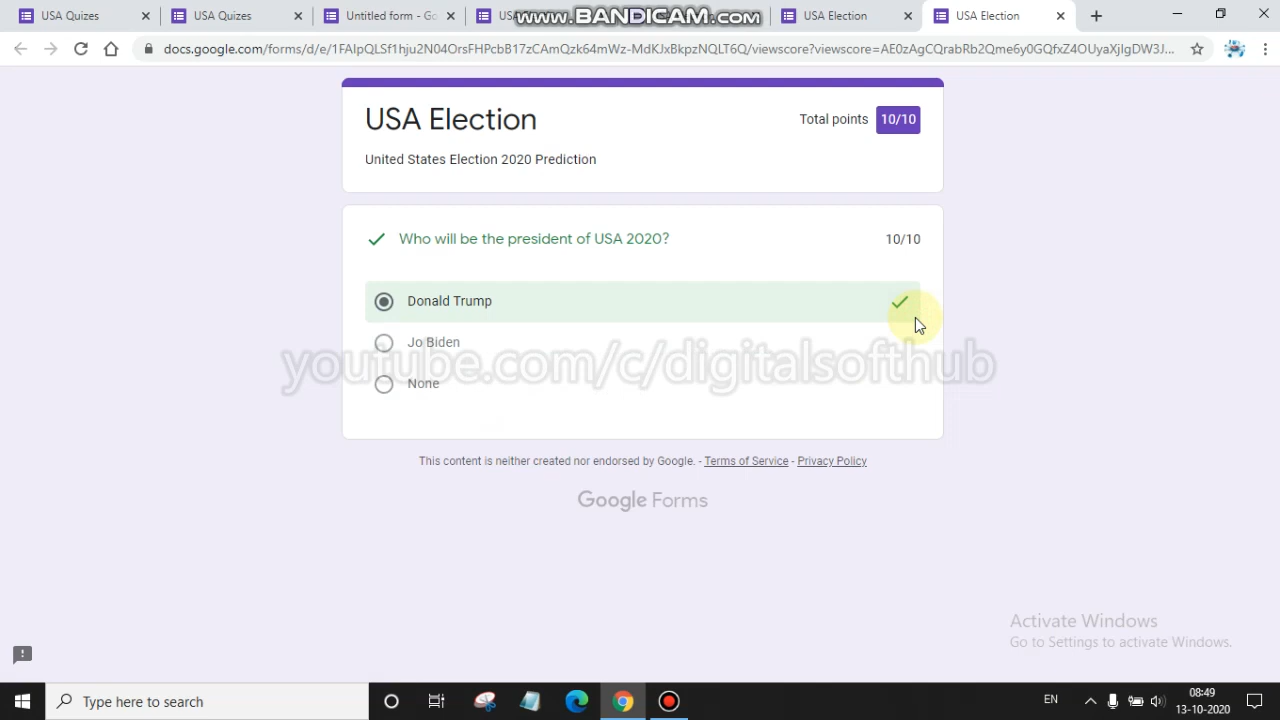 USA Quizes
USA Quizes
Untitled form - Go
USA Election
USA Election
www.BANDICAM.com
docs.google.com/forms/d/e/1FAIpQLSf1hju2N04OrsFHPcbB17zCAmQzk64mWz-MdKJxBkpzNQLT6Q/viewscore?viewscore=AE0zAgCQrabRb2Qme6y0GQfxZ4OUyaXjIgDW3J...
USA Election
Total points 10/10
United States Election 2020 Prediction
Who will be the president of USA 2020?
10/10
Donald Trump
Jo Biden
youtube.com/c/digitalsofthub
None
This content is neither created nor endorsed by Google. - Terms of Service - Privacy Policy
Google Forms
Activate Windows
Go to Settings to activate Windows.
Type here to search
EN
08:49
13-10-2020